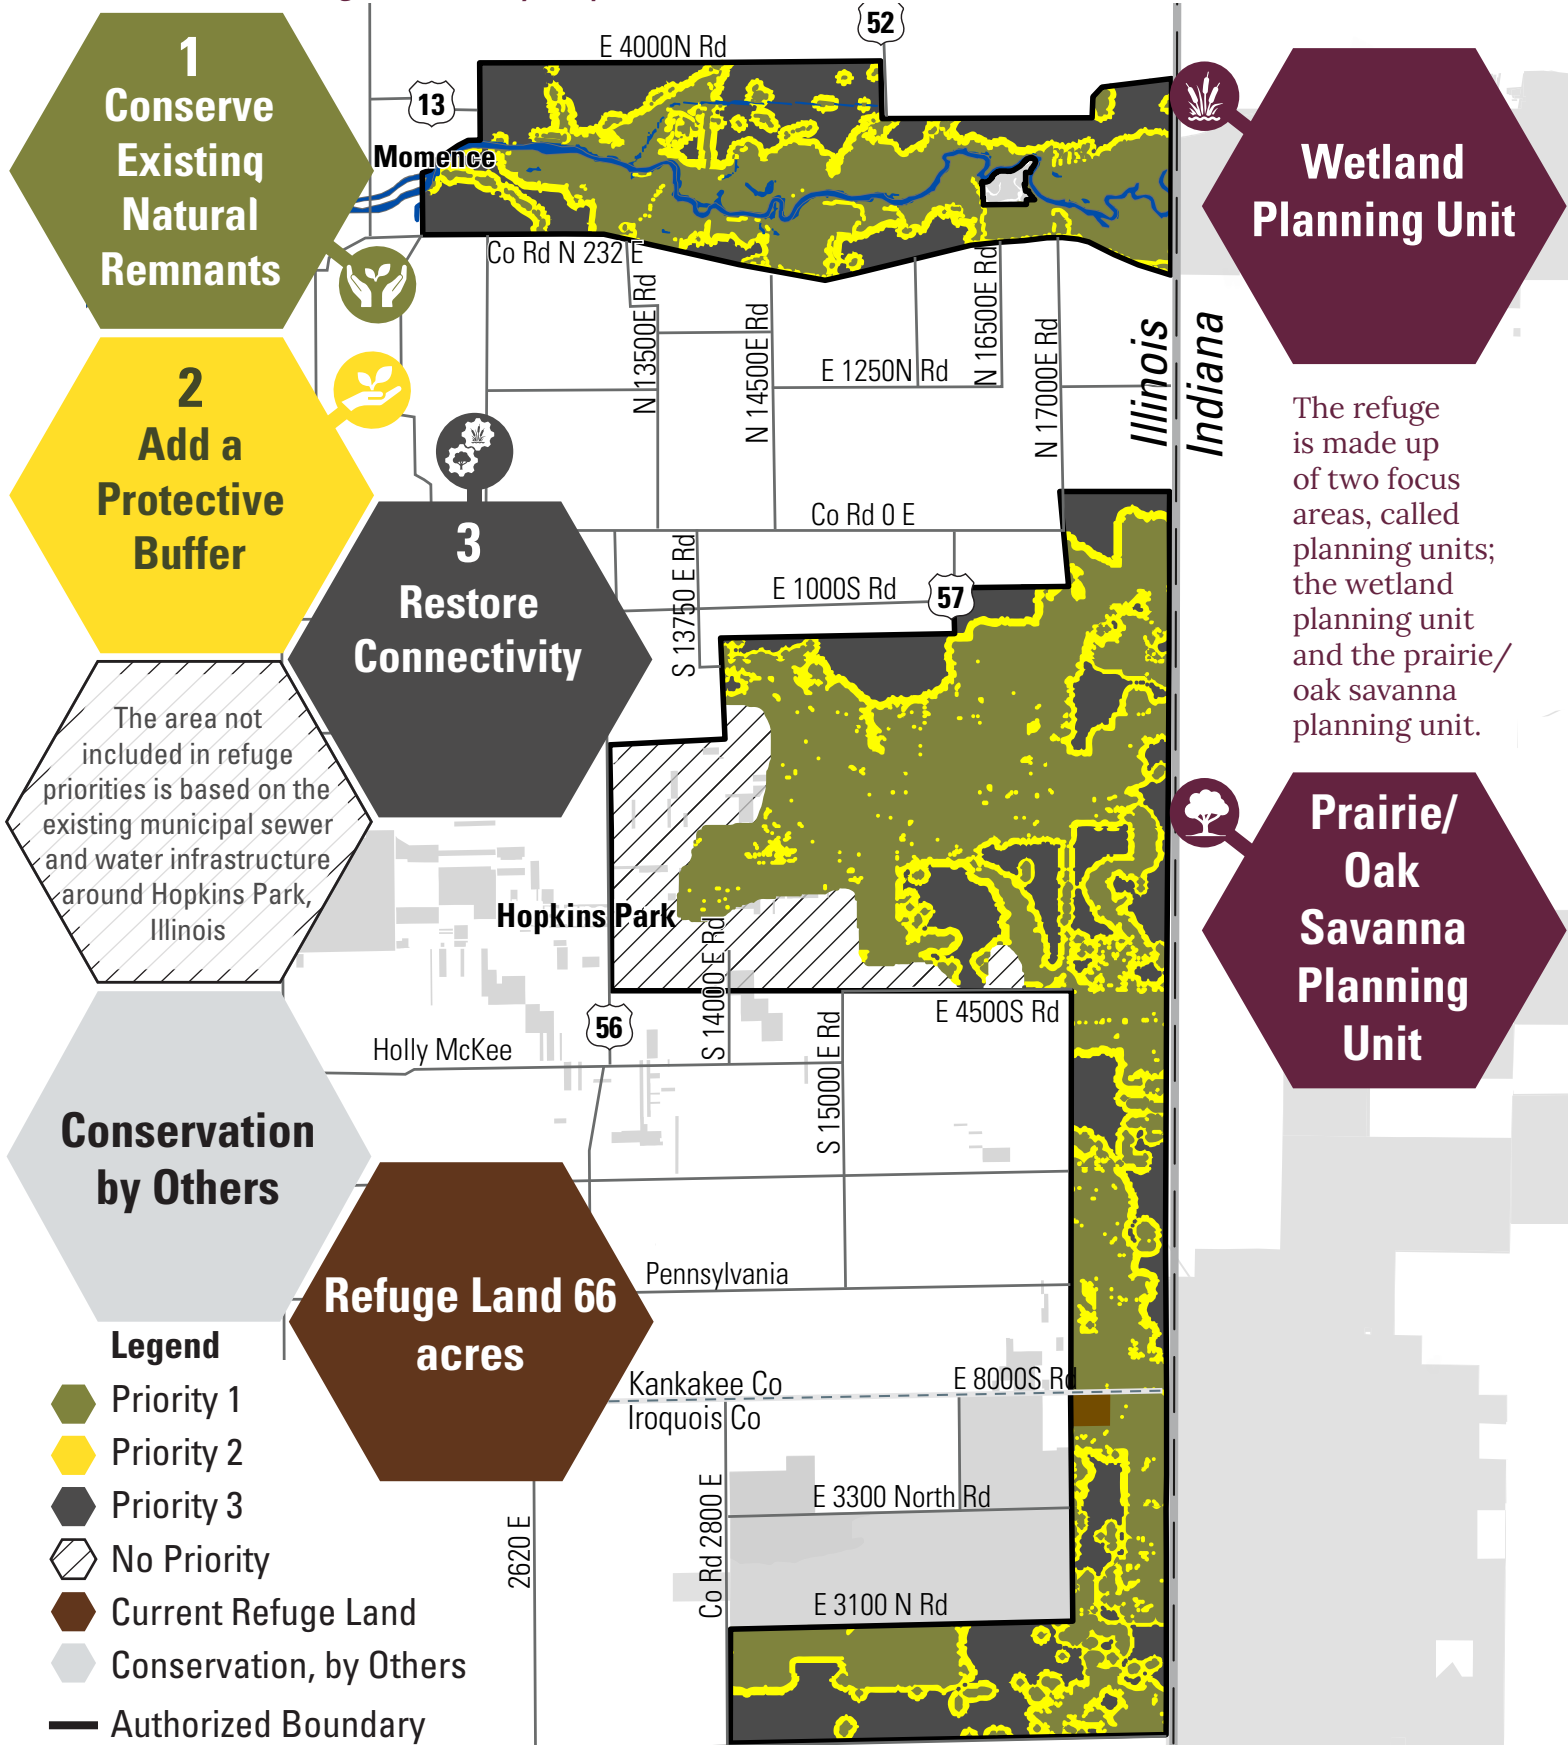 1
Conserve
Existing
Natural
Remnants
2
Add a
Protective
Buffer
3
Restore
Connectivity
The area not
included in refuge
priorities is based on the
existing municipal sewer
and water infrastructure
around Hopkins Park,
Illinois
Conservation
by Others
Refuge Land 66
acres
Legend
Priority 1
Priority 2
Priority 3
No Priority
Current Refuge Land
Conservation, by Others
Authorized Boundary
52
E 4000N Rd
13
Momence
Co Rd N 232 E
N 13500E Rd
N 14500E Rd
E 1250N Rd
N 16500E Rd
N 17000E Rd
Illinois
Indiana
Co Rd 0 E
S 13750 E Rd
E 1000S Rd
57
Hopkins Park
S 14000 E Rd
56
E 4500S Rd
Holly McKee
S 15000 E Rd
Pennsylvania
Kankakee Co
E 8000S Rd
Iroquois Co
2620 E
Co Rd 2800 E
E 3300 North Rd
E 3100 N Rd
Wetland
Planning Unit
The refuge
is made up
of two focus
areas, called
planning units;
the wetland
planning unit
and the prairie/
oak savanna
planning unit.
Prairie/
Oak
Savanna
Planning
Unit